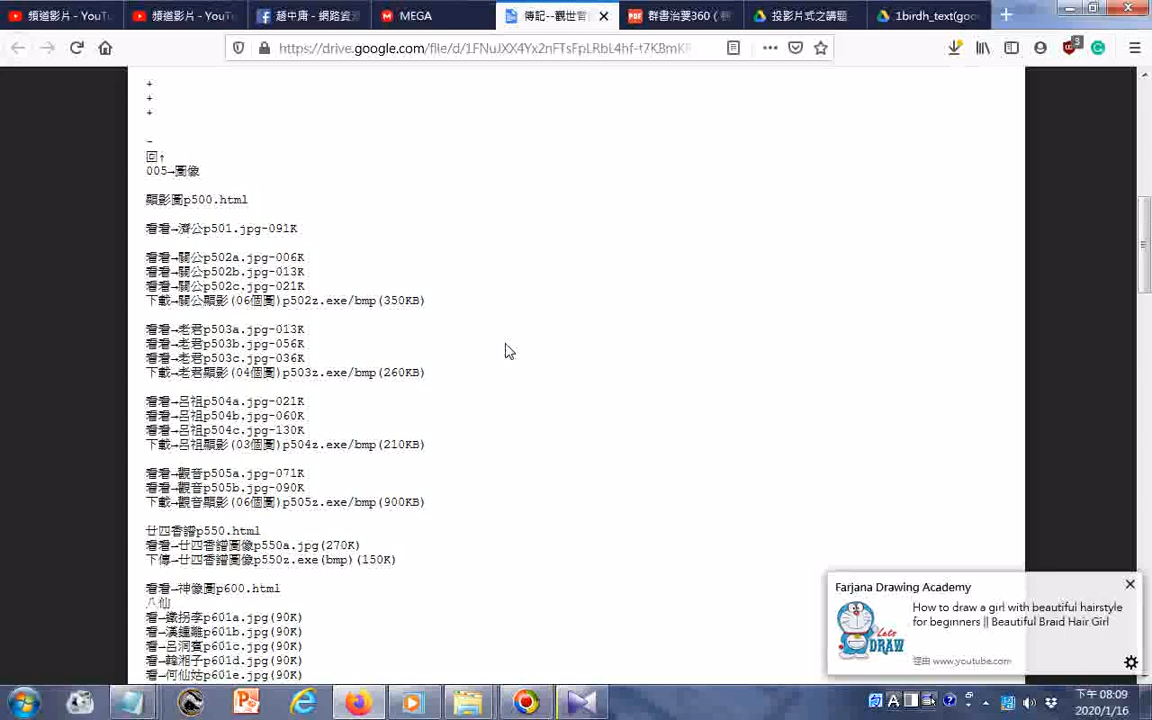 頻道影片 - YouTu
頻道影片 - YouTu
趙中庸 - 網路資源
MEGA
傳記--觀世音
群書治要360
投影片式之講題
1birdh_text(goo
https://drive.google.com/file/d/1FNuJXX4Yx2nFTsFpLRbL4hf-t7KBmKF
3
+
+
+
-
回↑
005→圖像
顯影圖p500.html
看看→濟公p501.jpg-091K
看看→關公p502a.jpg-006K
看看→關公p502b.jpg-013K
看看→關公p502c.jpg-021K
下載→關公顯影(06個圖)p502z.exe/bmp(350KB)
看看→老君p503a.jpg-013K
看看→老君p503b.jpg-056K
看看→老君p503c.jpg-036K
下載→老君顯影(04個圖)p503z.exe/bmp(260KB)
看看→呂祖p504a.jpg-021K
看看→呂祖p504b.jpg-060K
看看→呂祖p504c.jpg-130K
下載→呂祖顯影(03個圖)p504z.exe/bmp(210KB)
看看→觀音p505a.jpg-071K
看看→觀音p505b.jpg-090K
下載→觀音顯影(06個圖)p505z.exe/bmp(900KB)
廿四香譜p550.html
看看→廿四香譜圖像p550a.jpg(270K)
下傳→廿四香譜圖像p550z.exe(bmp)(150K)
看看→神像圖p600.html
八仙
看→鐵拐李p601a.jpg(90K)
看→漢鍾離p601b.jpg(90K)
看→呂洞賓p601c.jpg(90K)
看→韓湘子p601d.jpg(90K)
看→何仙姑p601e.jpg(90K)
Farjana Drawing Academy
How to draw a girl with beautiful hairstyle
for beginners || Beautiful Braid Hair Girl
Let's
DRAW
經由 www.youtube.com
下午 08:09
2020/1/16